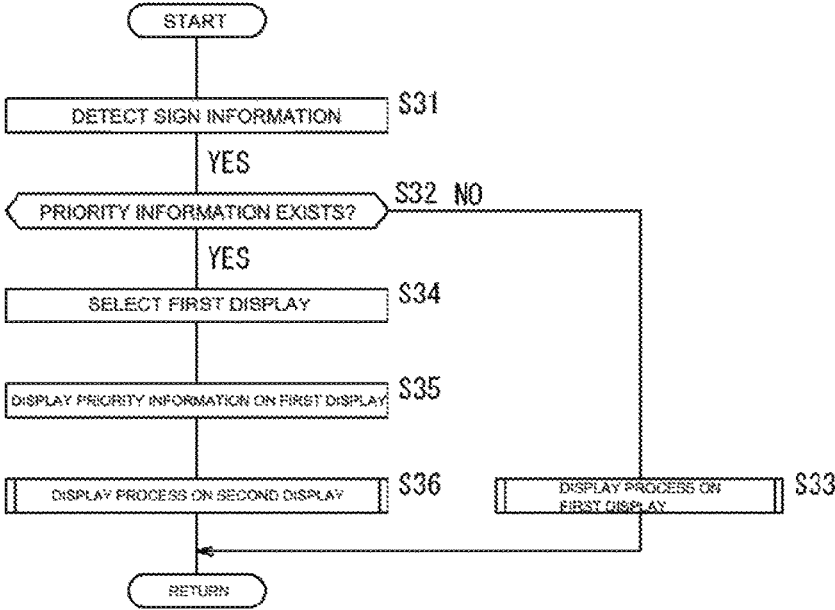 START
DETECT SIGN INFORMATION
S31
YES
PRIORITY INFORMATION EXISTS?
S32 NO
YES
SELECT FIRST DISPLAY
S34
DISPLAY PRIORITY INFORMATION ON FIRST DISPLAY
S35
DISPLAY PROCESS ON SECOND DISPLAY
S36
DISPLAY PROCESS ON
FIRST DISPLAY
S33
RETURN